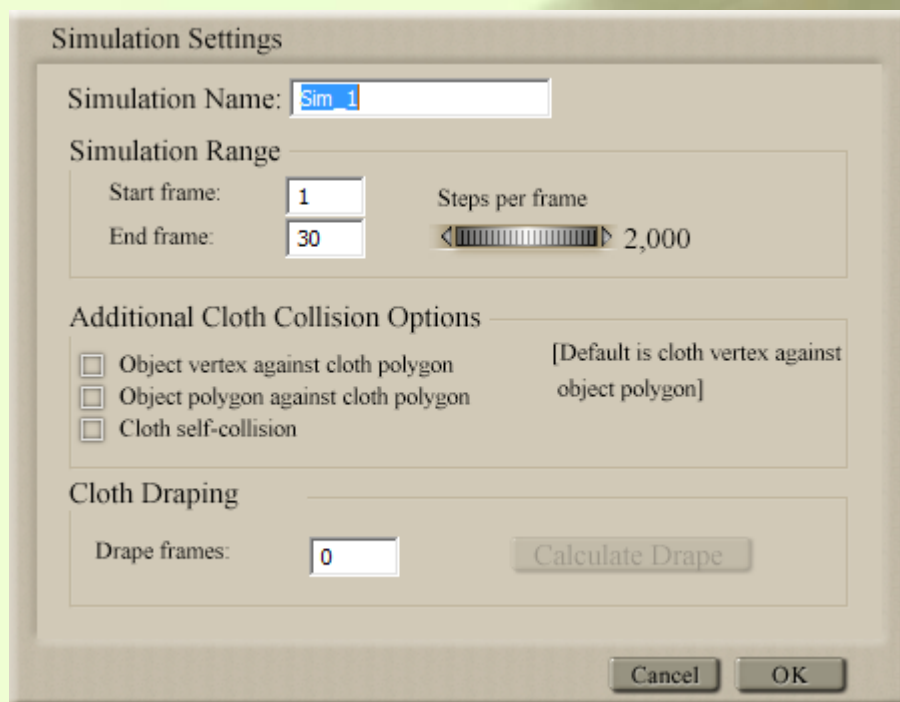 Simulation Settings
Simulation Name: Sim_1
Simulation Range
Start frame: 1
Steps per frame
End frame: 30
2,000
Additional Cloth Collision Options
Object vertex against cloth polygon
[Default is cloth vertex against
Object polygon against cloth polygon
object polygon]
Cloth self-collision
Cloth Draping
Drape frames: 0
Calculate Drape
Cancel
OK